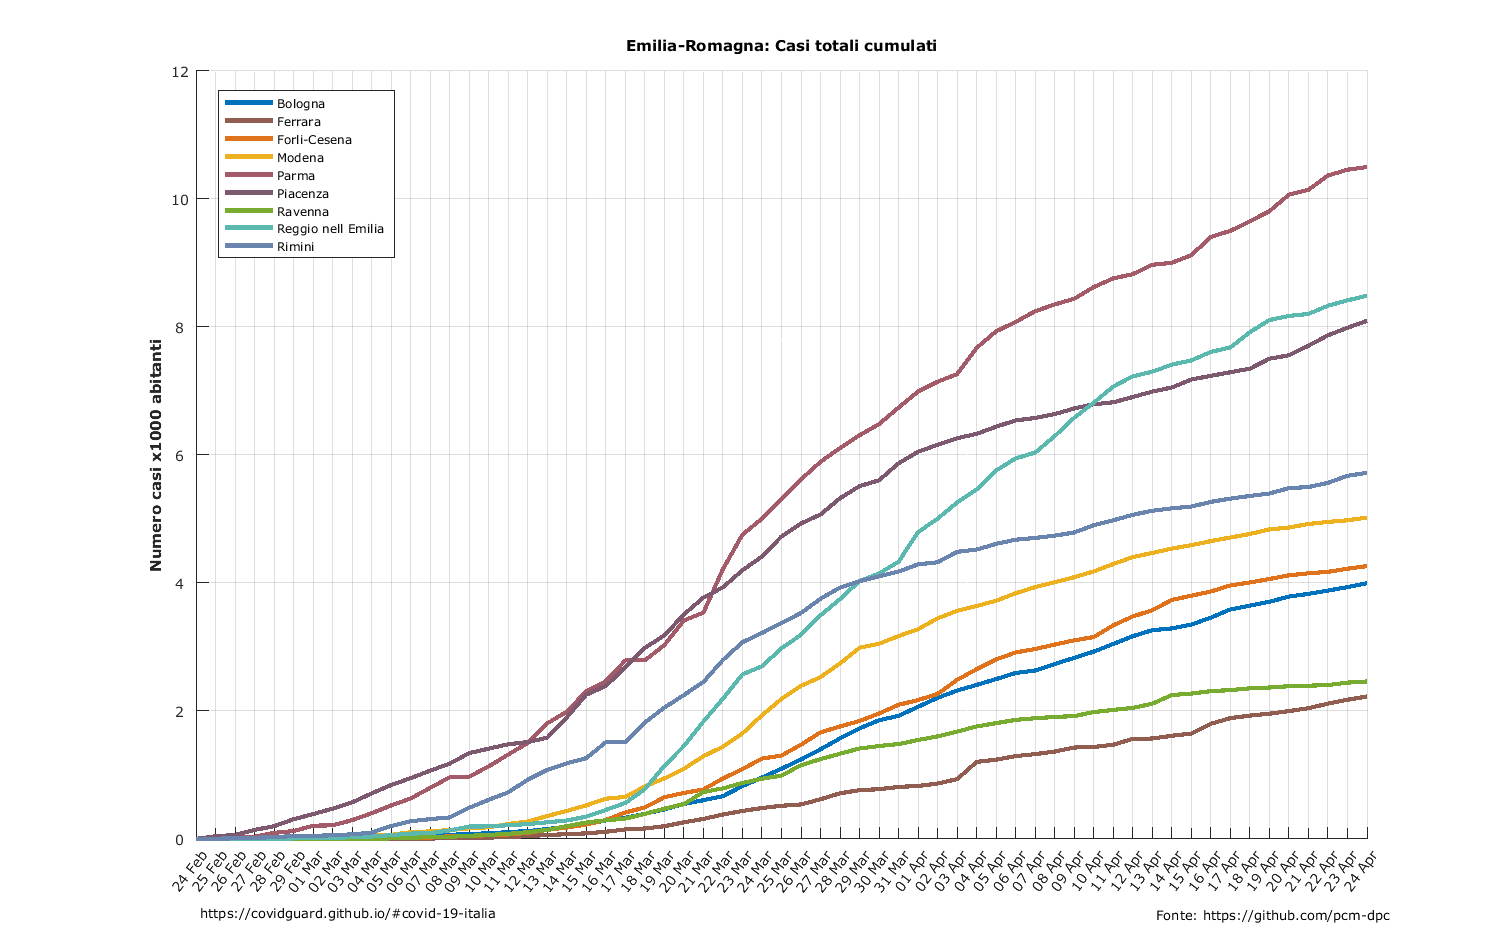 Emilia-Romagna: Casi totali cumulati
12
10
8
6
4
2
0
Numero casi x1000 abitanti
Bologna
Ferrara
Forli-Cesena
Modena
Parma
Piacenza
Ravenna
Reggio nell Emilia
Rimini
24 Feb
25 Feb
26 Feb
27 Feb
28 Feb
29 Feb
01 Mar
02 Mar
03 Mar
04 Mar
05 Mar
06 Mar
07 Mar
08 Mar
09 Mar
10 Mar
11 Mar
12 Mar
13 Mar
14 Mar
15 Mar
16 Mar
17 Mar
18 Mar
19 Mar
20 Mar
21 Mar
22 Mar
23 Mar
24 Mar
25 Mar
26 Mar
27 Mar
28 Mar
29 Mar
30 Mar
31 Mar
01 Apr
02 Apr
03 Apr
04 Apr
05 Apr
06 Apr
07 Apr
08 Apr
09 Apr
10 Apr
11 Apr
12 Apr
13 Apr
14 Apr
15 Apr
16 Apr
17 Apr
18 Apr
19 Apr
20 Apr
21 Apr
22 Apr
23 Apr
24 Apr
https://covidguard.github.io/#covid-19-italia
Fonte: https://github.com/pcm-dpc